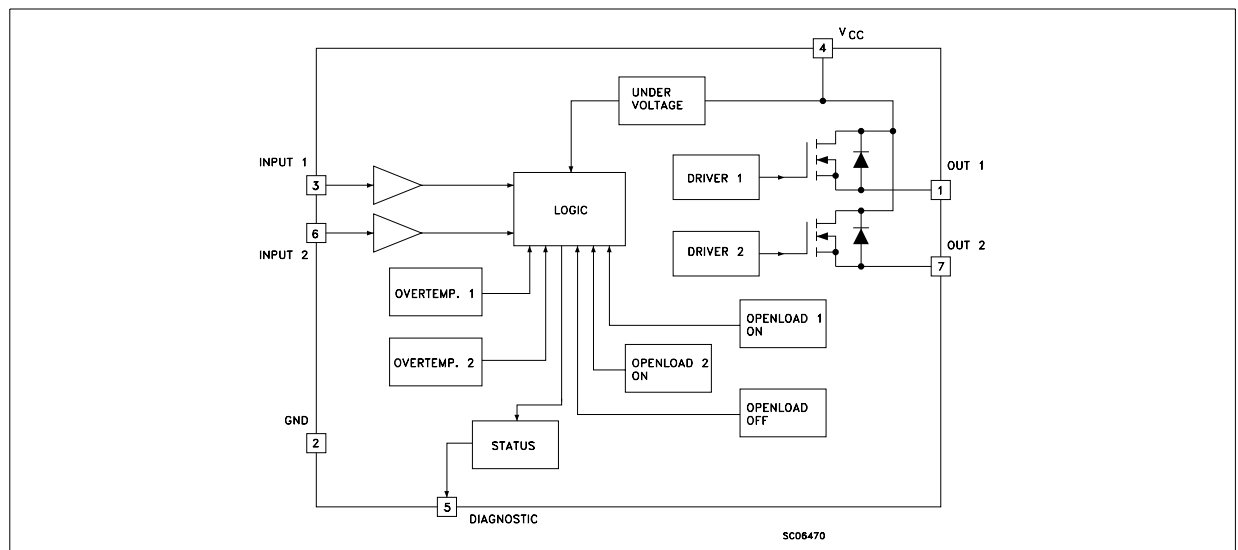 VCC
4
UNDER
VOLTAGE
INPUT 1
3
DRIVER 1
OUT 1
1
LOGIC
6
INPUT 2
DRIVER 2
OUT 2
7
OVERTEMP. 1
OPENLOAD 1
ON
OVERTEMP. 2
OPENLOAD 2
ON
OPENLOAD
OFF
GND
2
STATUS
5
DIAGNOSTIC
SC06470